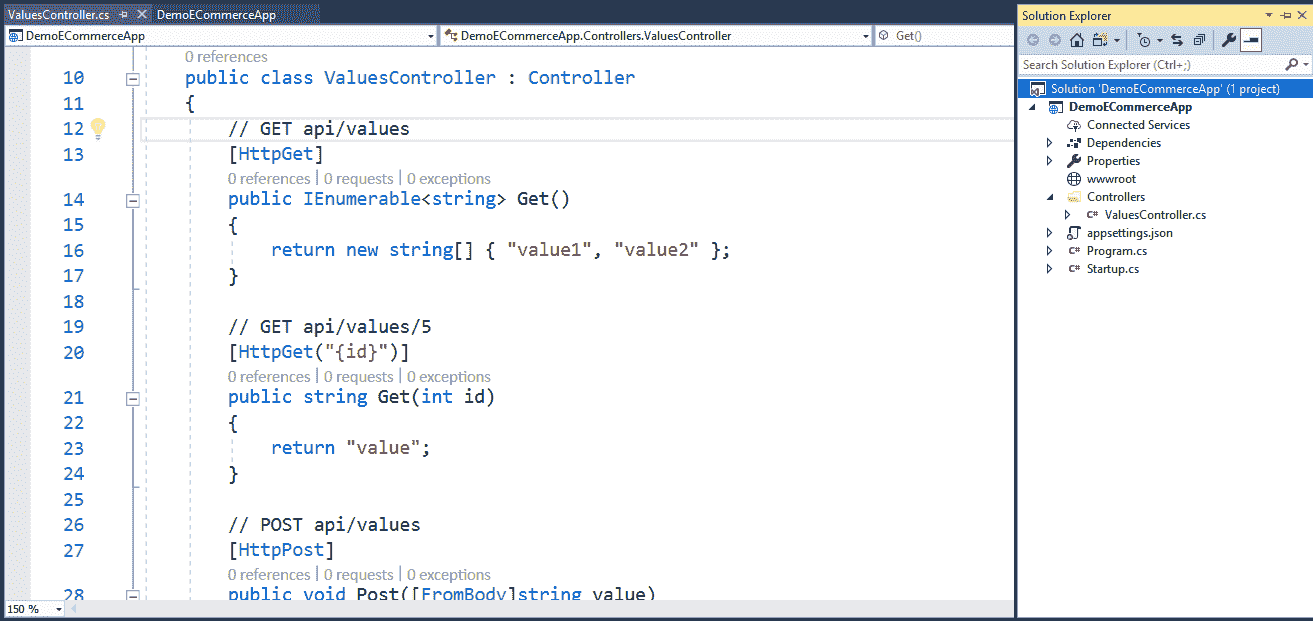 ValuesController.cs
DemoECommerceApp
DemoECommerceApp
DemoECommerceApp.Controllers.ValuesController
Get()
0 references
10 public class ValuesController : Controller
11 {
12 // GET api/values
13 [HttpGet]
0 references | 0 requests | 0 exceptions
14 public IEnumerable<string> Get()
15 {
16 return new string[] { "value1", "value2" };
17 }
18
19 // GET api/values/5
20 [HttpGet("{id}")]
0 references | 0 requests | 0 exceptions
21 public string Get(int id)
22 {
23 return "value";
24 }
25
26 // POST api/values
27 [HttpPost]
0 references | 0 requests | 0 exceptions
28 public void Post([FromBody]string value)
150 %
Solution Explorer
Search Solution Explorer (Ctrl+;)
Solution 'DemoECommerceApp' (1 project)
DemoECommerceApp
Connected Services
Dependencies
Properties
wwwroot
Controllers
C# ValuesController.cs
appsettings.json
C# Program.cs
C# Startup.cs